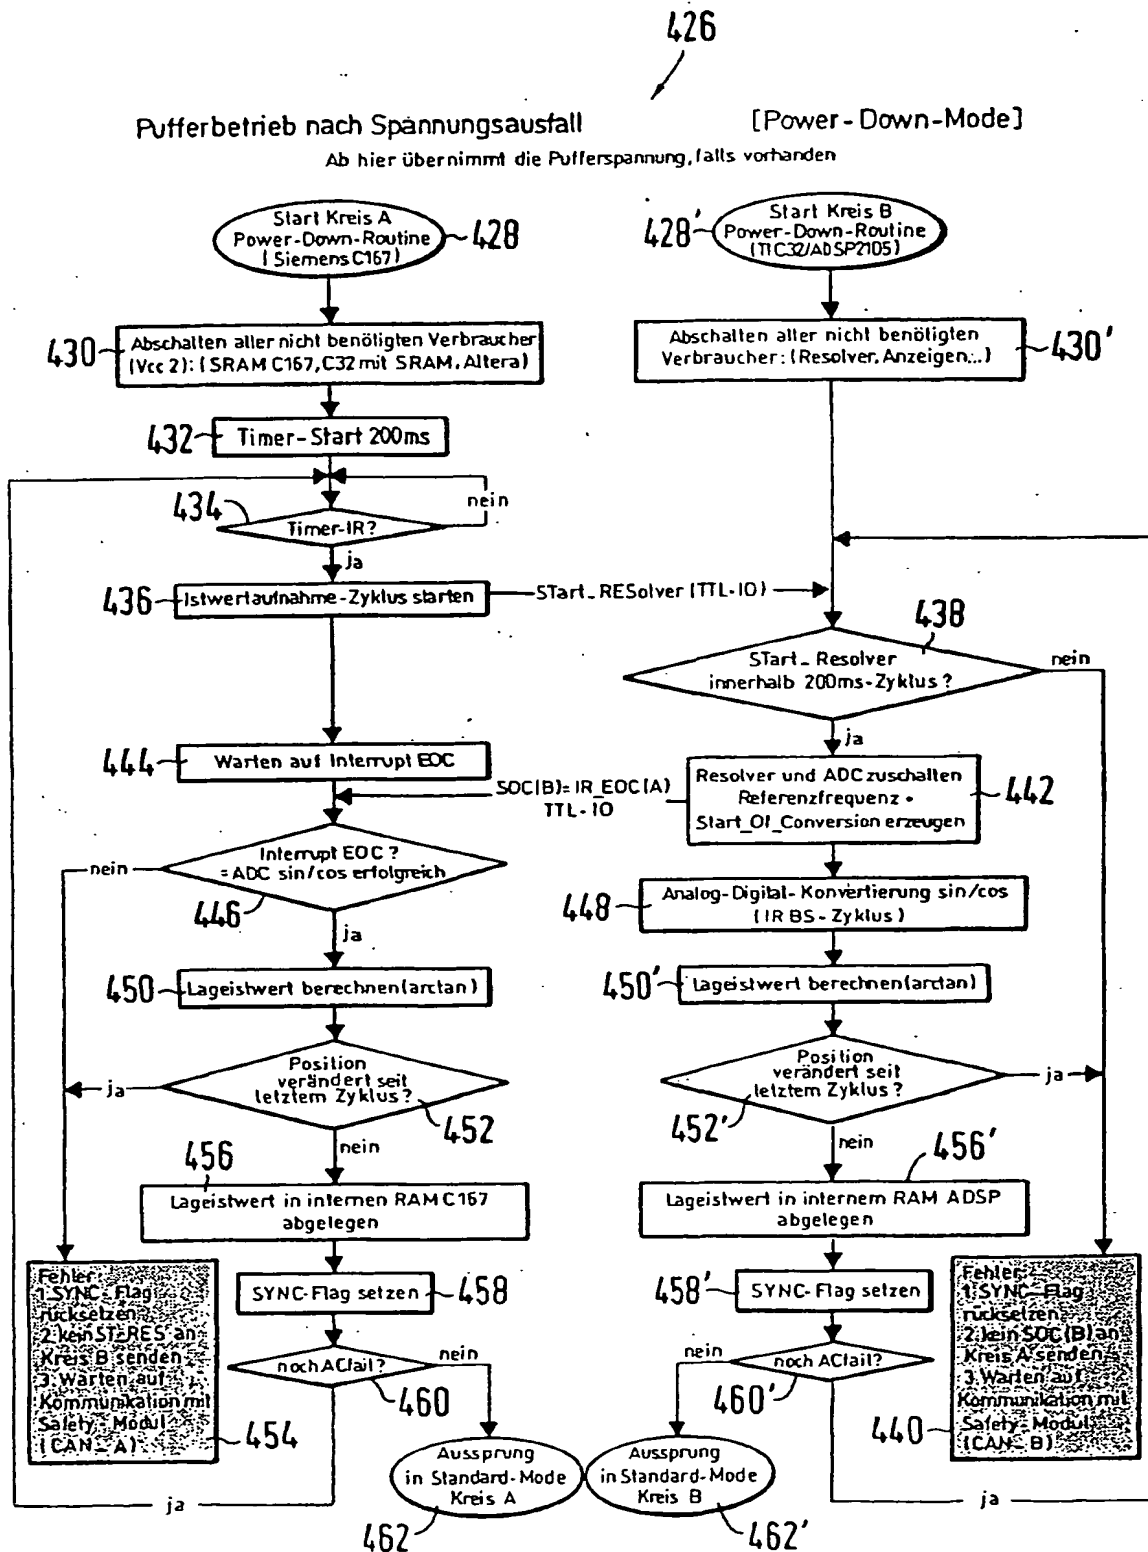 426
Pufferbetrieb nach Spannungsausfall [Power-Down-Mode]
Ab hier übernimmt die Pufferspannung, falls vorhanden
Start Kreis A
Power-Down-Routine
(Siemens C167)
428
428'
Start Kreis B
Power-Down-Routine
(TIC32/ADSP2105)
430
Abschalten aller nicht benötigten Verbraucher
(Vcc 2): (SRAM C167, C32 mit SRAM, Altera)
Abschalten aller nicht benötigten
Verbraucher: (Resolver, Anzeigen,...)
430'
432
Timer-Start 200ms
434
nein
Timer-IR?
ja
436
Istwertaufnahme-Zyklus starten
STart_RESolver (TTL-IO)
438
STart_Resolver
innerhalb 200ms-Zyklus?
nein
ja
444
Warten auf Interrupt EOC
SOC(B)=IR_EOC(A)
TTL-IO
Resolver und ADC zuschalten
Referenzfrequenz +
Start_Of_Conversion erzeugen
442
nein
Interrupt EOC?
=ADC sin/cos erfolgreich
446
ja
448
Analog-Digital-Konvertierung sin/cos
(IRBS-Zyklus)
450
Lageistwert berechnen(arctan)
450'
Lageistwert berechnen(arctan)
ja
Position
verändert seit
letztem Zyklus?
452
nein
Position
verändert seit
letztem Zyklus?
ja
452'
nein
456
Lageistwert in internen RAM C167
abgelegen
456'
Lageistwert in internem RAM ADSP
abgelegen
Fehler:
1.SYNC-Flag
rücksetzen
2.kein ST-RES an
Kreis B senden
3.Warten auf
Kommunikation mit
Safety-Modul
(CAN_A)
454
SYNC-Flag setzen
458
458'
SYNC-Flag setzen
Fehler:
1.SYNC-Flag
rücksetzen
2.kein SOC(B) an
Kreis A senden
3.Warten auf
Kommunikation mit
Safety-Modul
(CAN_B)
440
noch ACfail?
nein
460
nein
noch ACfail?
460'
Aussprung
in Standard-Mode
Kreis A
462
Aussprung
in Standard-Mode
Kreis B
462'
ja
ja